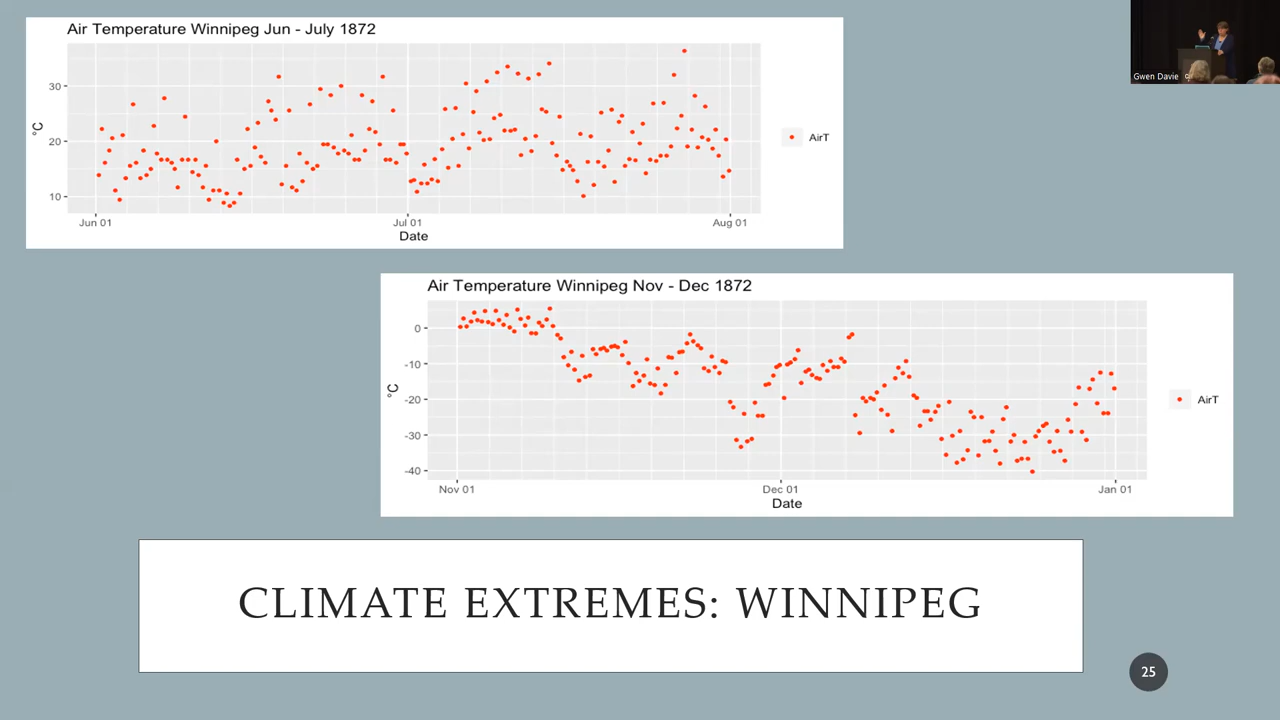 Air Temperature Winnipeg Jun - July 1872
Gwen Davie
30
20
10
°C
AirT
Jun 01
Jul 01
Aug 01
Date
Air Temperature Winnipeg Nov - Dec 1872
0
-10
-20
-30
-40
°C
AirT
Nov 01
Dec 01
Jan 01
Date
CLIMATE EXTREMES: WINNIPEG
25